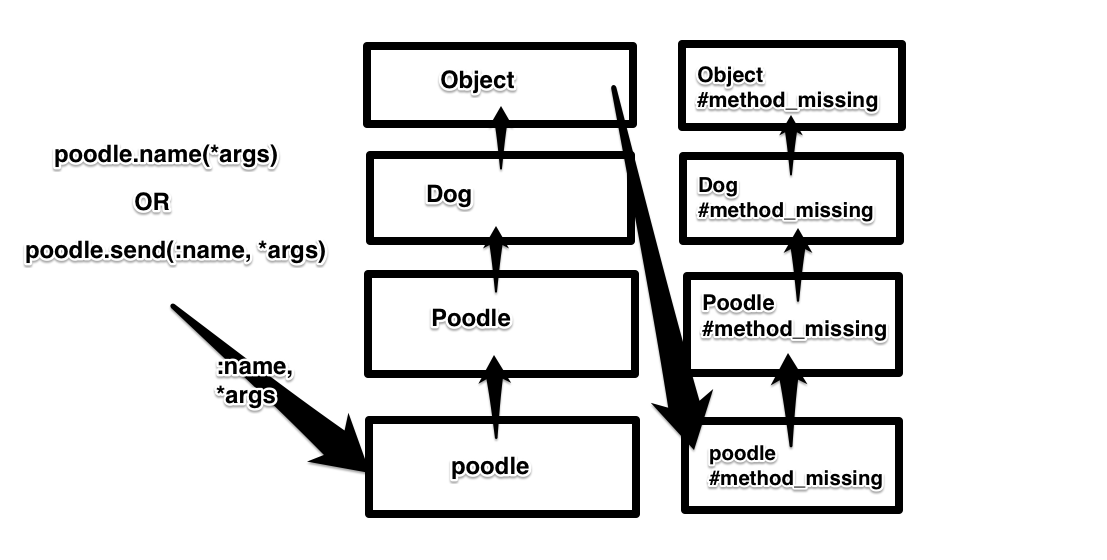 poodle.name(*args)
OR
poodle.send(:name, *args)
:name,
*args
Object
Dog
Poodle
poodle
Object
#method_missing
Dog
#method_missing
Poodle
#method_missing
poodle
#method_missing